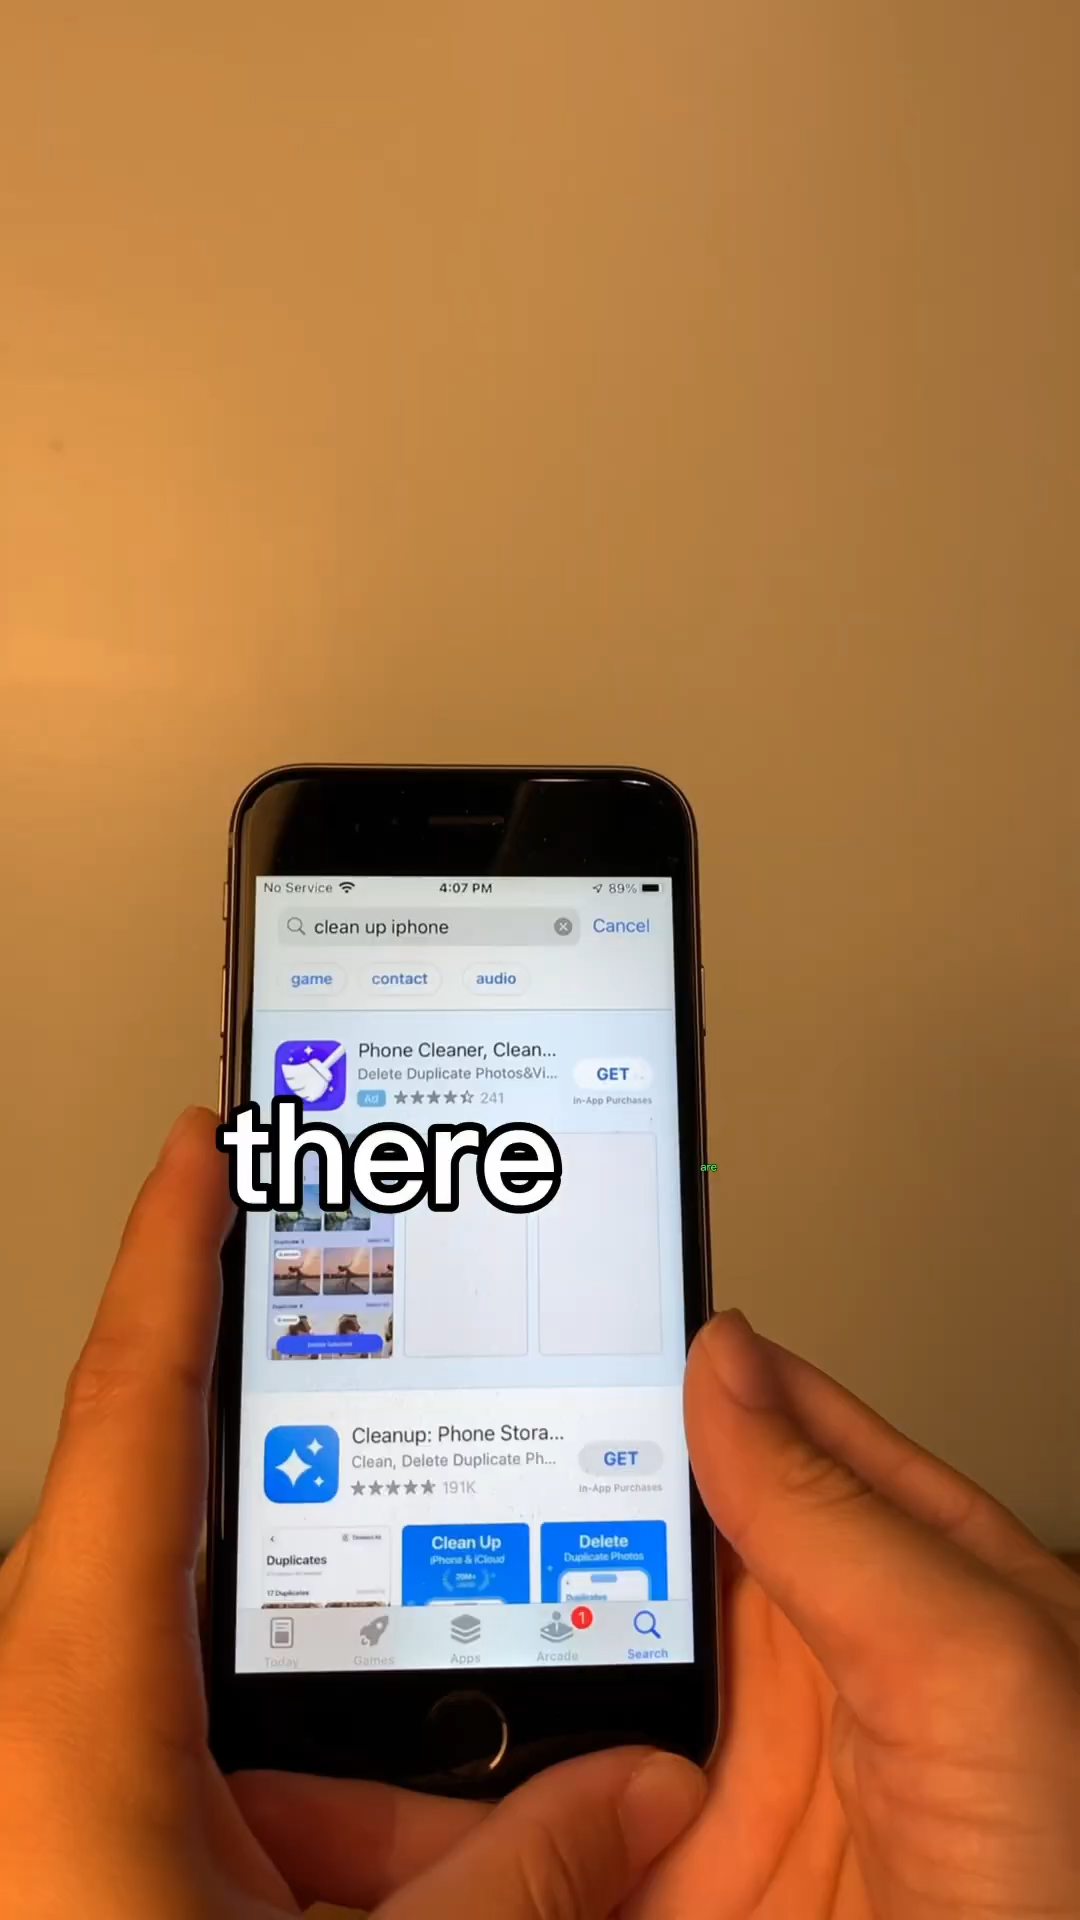 No Service
4:07 PM
89%
clean up iphone
Cancel
game
contact
audio
Phone Cleaner, Clean...
Delete Duplicate Photos&Vi...
GET
Ad
241
In-App Purchases
there
are
Cleanup: Phone Stora...
Clean, Delete Duplicate Ph...
GET
191K
In-App Purchases
Duplicates
17 Duplicates
Clean Up
iPhone & iCloud
Delete
Duplicate Photos
Duplicates
Today
Games
Apps
Arcade
1
Search